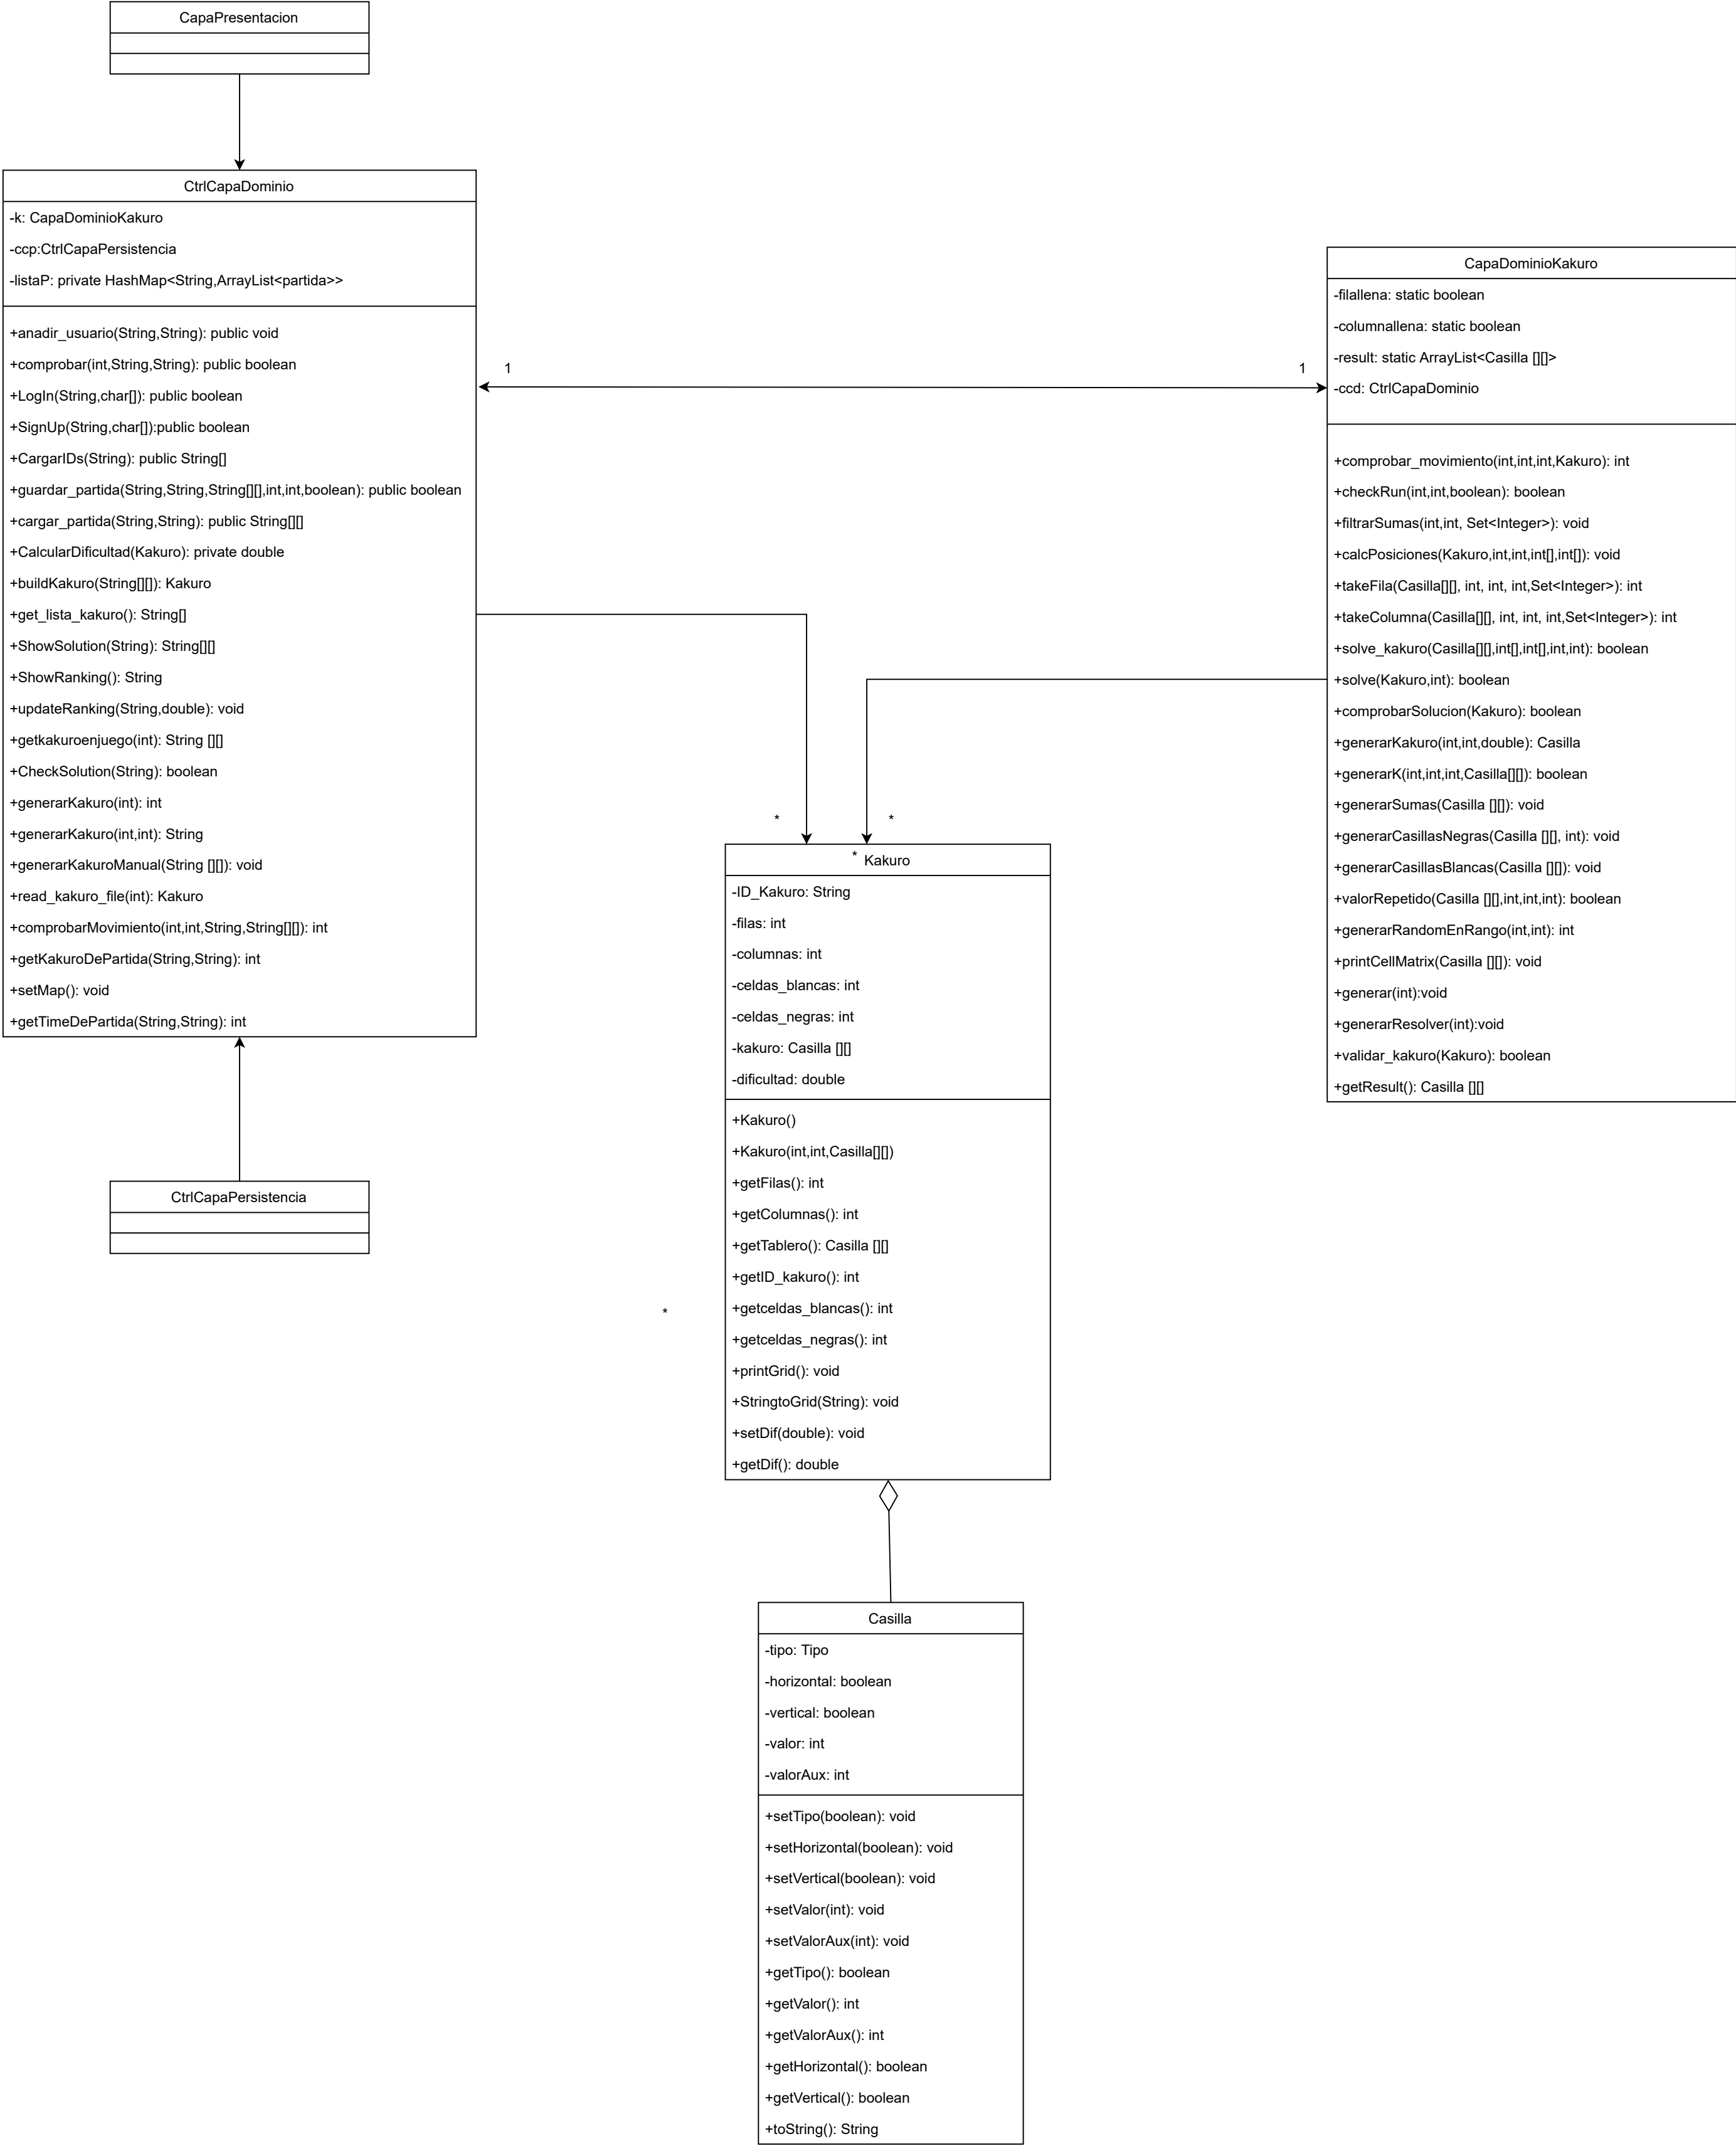 CapaPresentacion
CtrlCapaDominio
-k: CapaDominioKakuro
-ccp:CtrlCapaPersistencia
-listaP: private HashMap<String,ArrayList<partida>>
+anadir_usuario(String,String): public void
+comprobar(int,String,String): public boolean
+LogIn(String,char[]): public boolean
+SignUp(String,char[]):public boolean
+CargarIDs(String): public String[]
+guardar_partida(String,String,String[][],int,int,boolean): public boolean
+cargar_partida(String,String): public String[][]
+CalcularDificultad(Kakuro): private double
+buildKakuro(String[][]): Kakuro
+get_lista_kakuro(): String[]
+ShowSolution(String): String[][]
+ShowRanking(): String
+updateRanking(String,double): void
+getkakuroenjuego(int): String [][]
+CheckSolution(String): boolean
+generarKakuro(int): int
+generarKakuro(int,int): String
+generarKakuroManual(String [][]): void
+read_kakuro_file(int): Kakuro
+comprobarMovimiento(int,int,String,String[][]): int
+getKakuroDePartida(String,String): int
+setMap(): void
+getTimeDePartida(String,String): int
1
1
CapaDominioKakuro
-filallena: static boolean
-columnallena: static boolean
-result: static ArrayList<Casilla [][]>
-ccd: CtrlCapaDominio
+comprobar_movimiento(int,int,int,Kakuro): int
+checkRun(int,int,boolean): boolean
+filtrarSumas(int,int, Set<Integer>): void
+calcPosiciones(Kakuro,int,int,int[],int[]): void
+takeFila(Casilla[][], int, int, int,Set<Integer>): int
+takeColumna(Casilla[][], int, int, int,Set<Integer>): int
+solve_kakuro(Casilla[][],int[],int[],int,int): boolean
+solve(Kakuro,int): boolean
+comprobarSolucion(Kakuro): boolean
+generarKakuro(int,int,double): Casilla
+generarK(int,int,int,Casilla[][]): boolean
+generarSumas(Casilla [][]): void
+generarCasillasNegras(Casilla [][], int): void
+generarCasillasBlancas(Casilla [][]): void
+valorRepetido(Casilla [][],int,int,int): boolean
+generarRandomEnRango(int,int): int
+printCellMatrix(Casilla [][]): void
+generar(int):void
+generarResolver(int):void
+validar_kakuro(Kakuro): boolean
+getResult(): Casilla [][]
*
*
* Kakuro
-ID_Kakuro: String
-filas: int
-columnas: int
-celdas_blancas: int
-celdas_negras: int
-kakuro: Casilla [][]
-dificultad: double
+Kakuro()
+Kakuro(int,int,Casilla[][])
+getFilas(): int
+getColumnas(): int
+getTablero(): Casilla [][]
+getID_kakuro(): int
+getceldas_blancas(): int
+getceldas_negras(): int
+printGrid(): void
+StringtoGrid(String): void
+setDif(double): void
+getDif(): double
CtrlCapaPersistencia
*
Casilla
-tipo: Tipo
-horizontal: boolean
-vertical: boolean
-valor: int
-valorAux: int
+setTipo(boolean): void
+setHorizontal(boolean): void
+setVertical(boolean): void
+setValor(int): void
+setValorAux(int): void
+getTipo(): boolean
+getValor(): int
+getValorAux(): int
+getHorizontal(): boolean
+getVertical(): boolean
+toString(): String